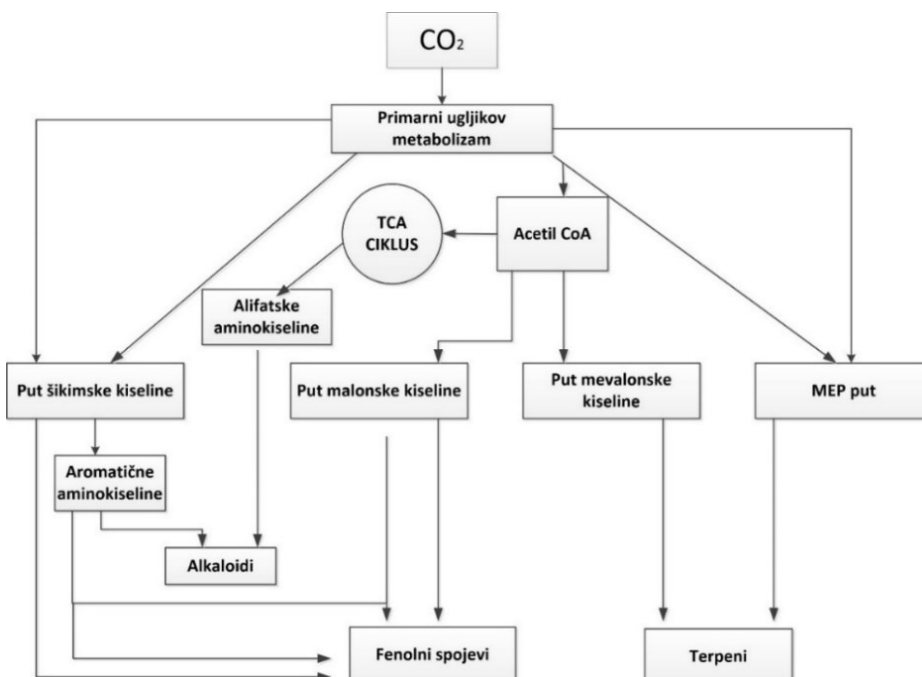 CO₂
Primarni ugljikov
metabolizam
TCA
CIKLUS
Acetil CoA
Alifatske
aminokiseline
Put šikimske kiseline
Put malonske kiseline
Put mevalonske
kiseline
MEP put
Aromatične
aminokiseline
Alkaloidi
Fenolni spojevi
Terpeni